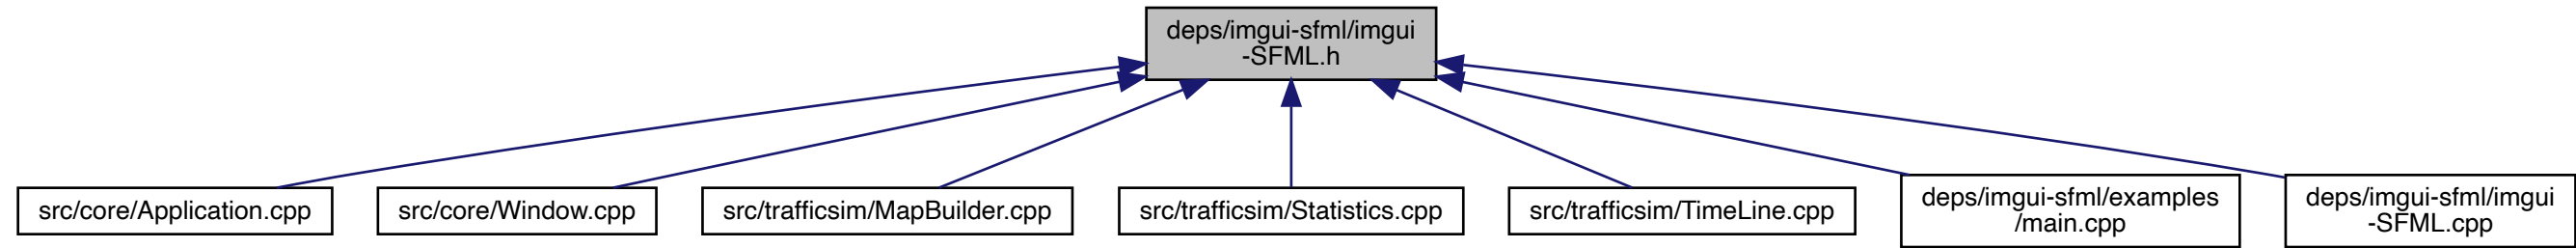 deps/imgui-sfml/imgui
-SFML.h
src/core/Application.cpp
src/core/Window.cpp
src/trafficsim/MapBuilder.cpp
src/trafficsim/Statistics.cpp
src/trafficsim/TimeLine.cpp
deps/imgui-sfml/examples
/main.cpp
deps/imgui-sfml/imgui
-SFML.cpp